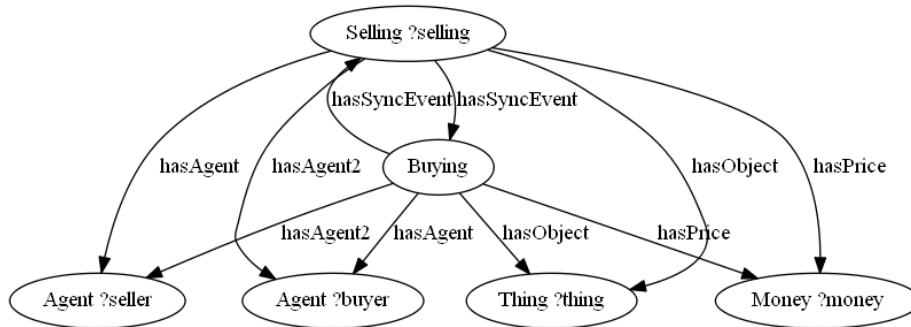 Selling ?selling
hasSyncEvent hasSyncEvent
hasAgent hasAgent2 hasObject hasPrice
Buying
hasAgent2 hasAgent hasObject hasPrice
Agent ?seller Agent ?buyer Thing ?thing Money ?money